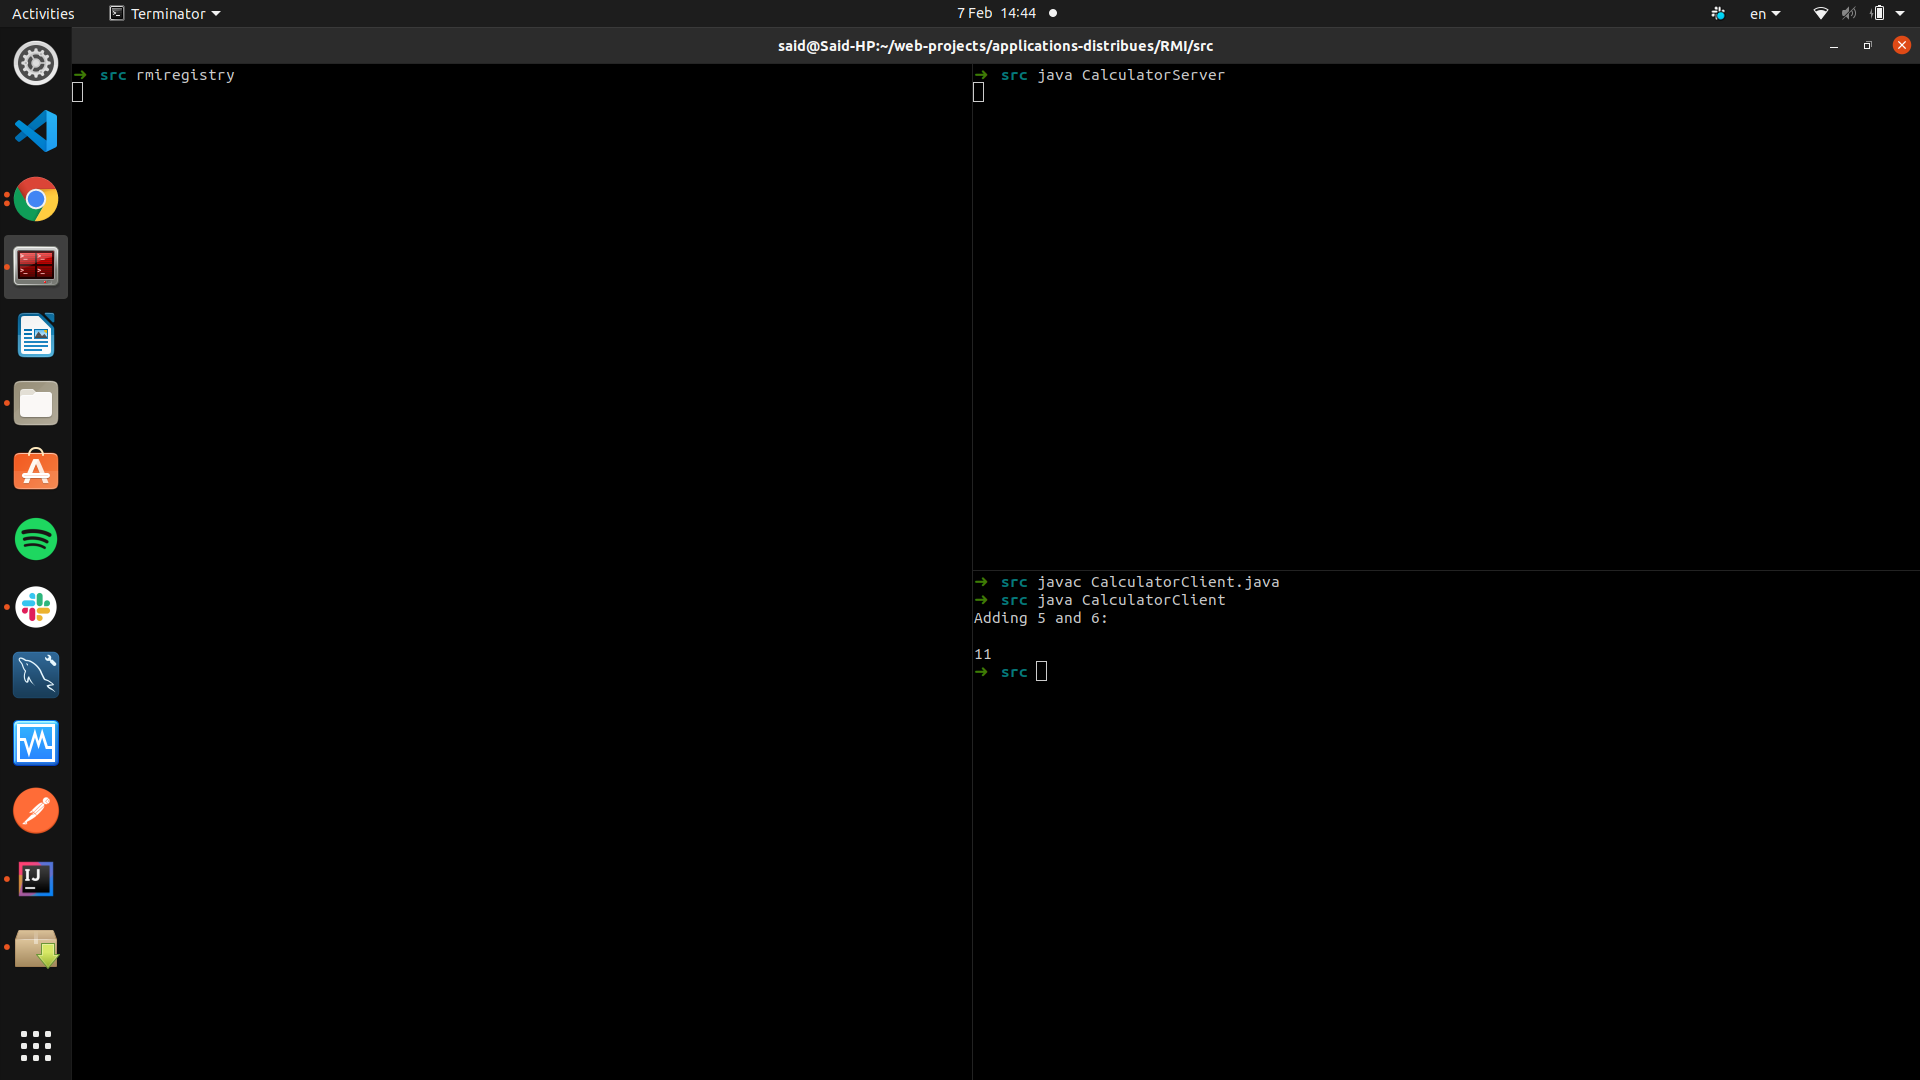 Activities
Terminator
7 Feb 14:44
en
said@Said-HP:~/web-projects/applications-distribues/RMI/src
➜ src rmiregistry
➜ src java CalculatorServer
➜ src javac CalculatorClient.java
➜ src java CalculatorClient
Adding 5 and 6:
11
➜ src
IJ